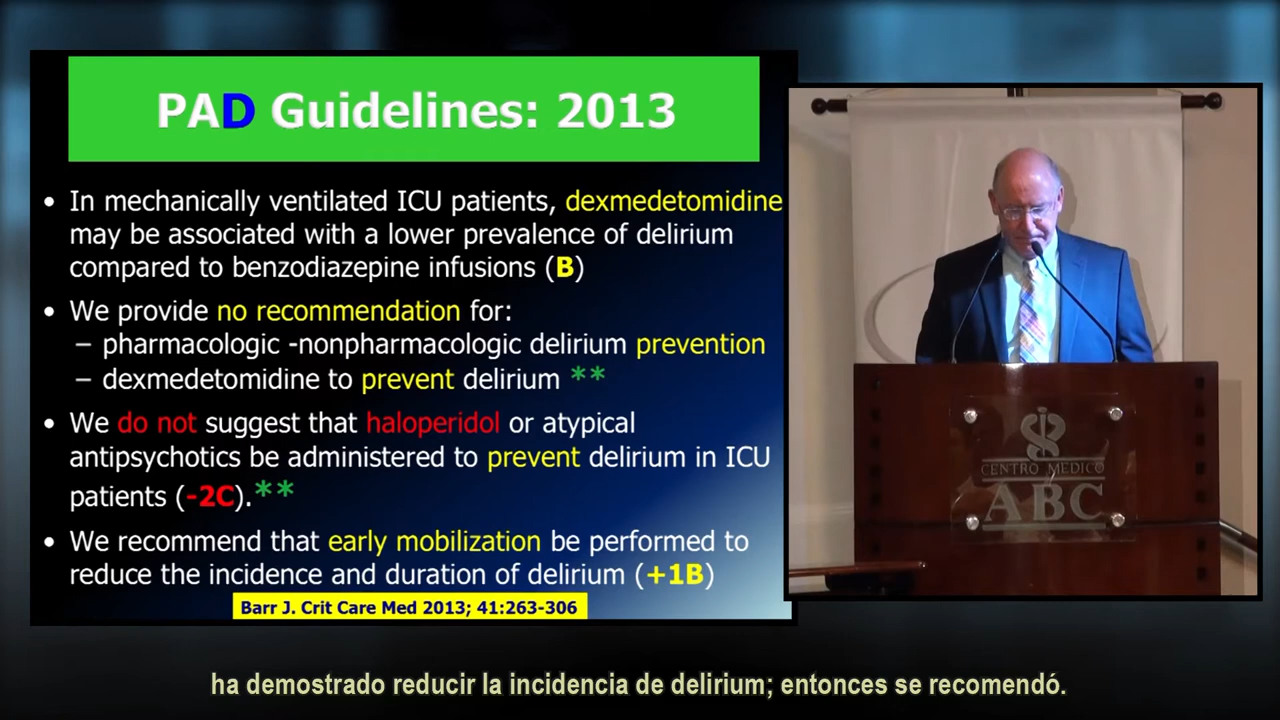 PAD Guidelines: 2013
• In mechanically ventilated ICU patients, dexmedetomidine
may be associated with a lower prevalence of delirium
compared to benzodiazepine infusions (B)
• We provide no recommendation for:
– pharmacologic -nonpharmacologic delirium prevention
– dexmedetomidine to prevent delirium **
• We do not suggest that haloperidol or atypical
antipsychotics be administered to prevent delirium in ICU
patients (-2C).**
• We recommend that early mobilization be performed to
reduce the incidence and duration of delirium (+1B)
Barr J. Crit Care Med 2013; 41:263-306
CENTRO MEDICO
ABC
ha demostrado reducir la incidencia de delirium; entonces se recomendó.